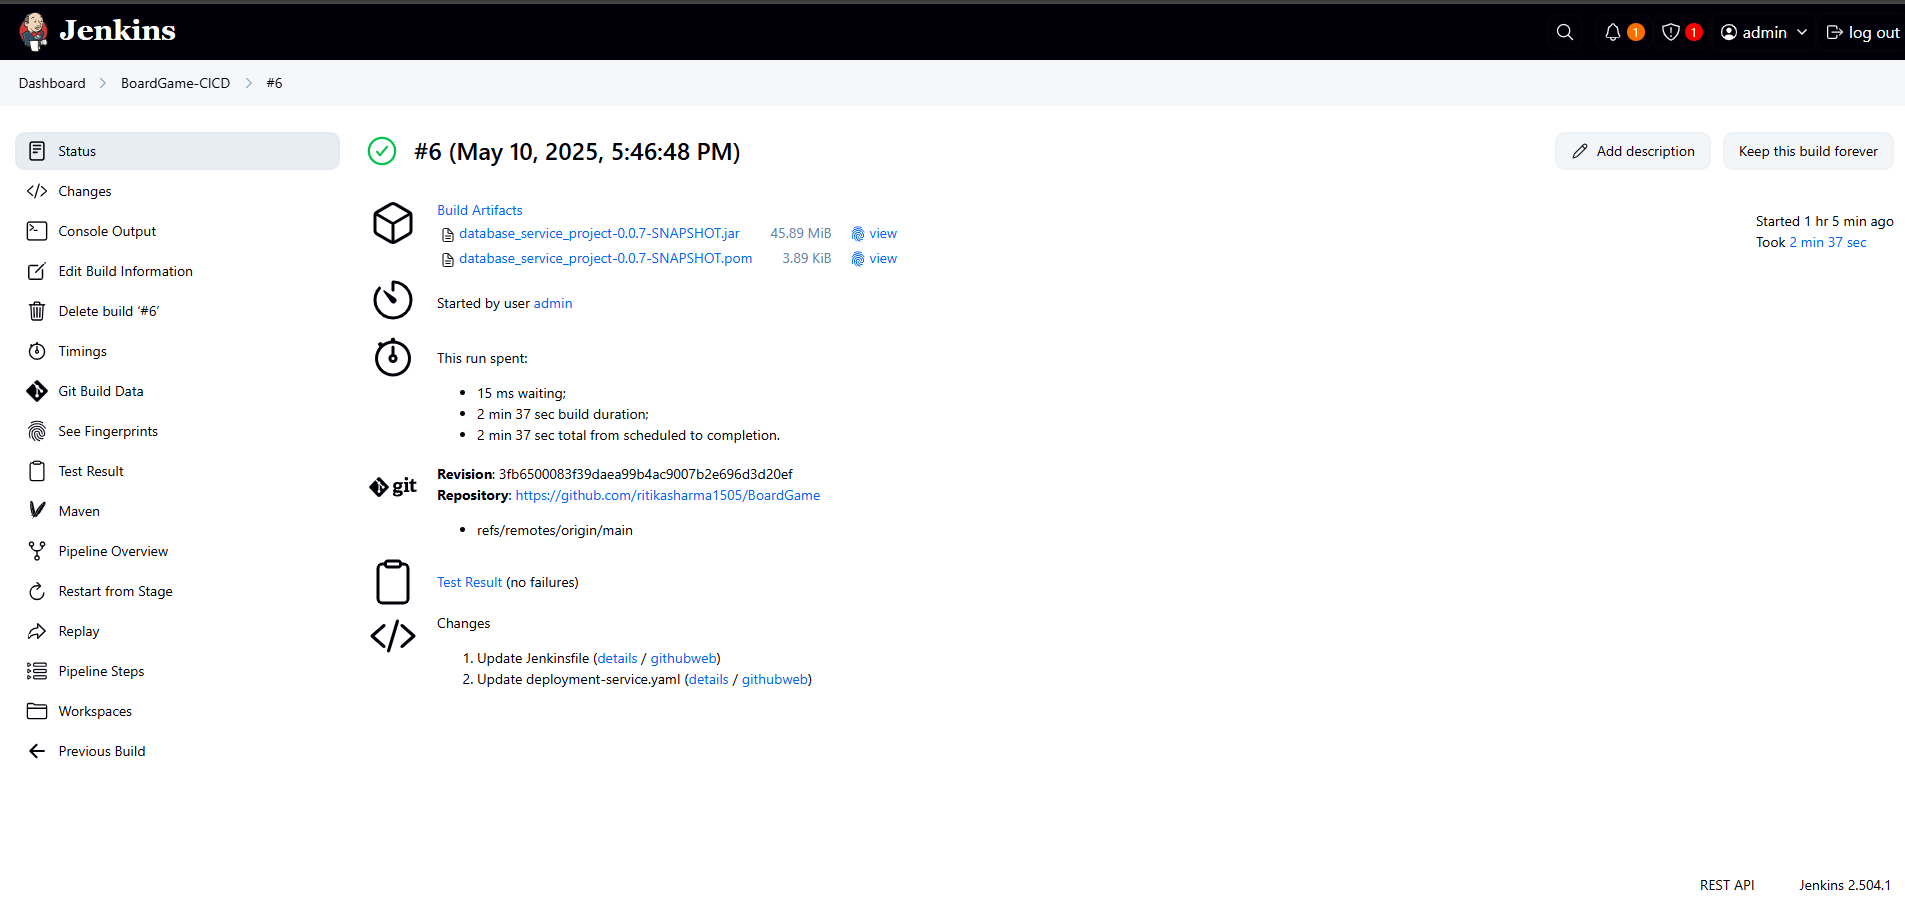 Jenkins
1
1
admin
log out
Dashboard
BoardGame-CICD
#6
Status
Changes
Console Output
Edit Build Information
Delete build ‘#6’
Timings
Git Build Data
See Fingerprints
Test Result
Maven
Pipeline Overview
Restart from Stage
Replay
Pipeline Steps
Workspaces
Previous Build
#6 (May 10, 2025, 5:46:48 PM)
Add description
Keep this build forever
Started 1 hr 5 min ago
Took 2 min 37 sec
Build Artifacts
database_service_project-0.0.7-SNAPSHOT.jar 45.89 MiB view
database_service_project-0.0.7-SNAPSHOT.pom 3.89 KiB view
Started by user admin
This run spent:
15 ms waiting;
2 min 37 sec build duration;
2 min 37 sec total from scheduled to completion.
git
Revision: 3fb6500083f39daea99b4ac9007b2e696d3d20ef
Repository: https://github.com/ritikasharma1505/BoardGame
refs/remotes/origin/main
Test Result (no failures)
Changes
1. Update Jenkinsfile (details / githubweb)
2. Update deployment-service.yaml (details / githubweb)
REST API
Jenkins 2.504.1